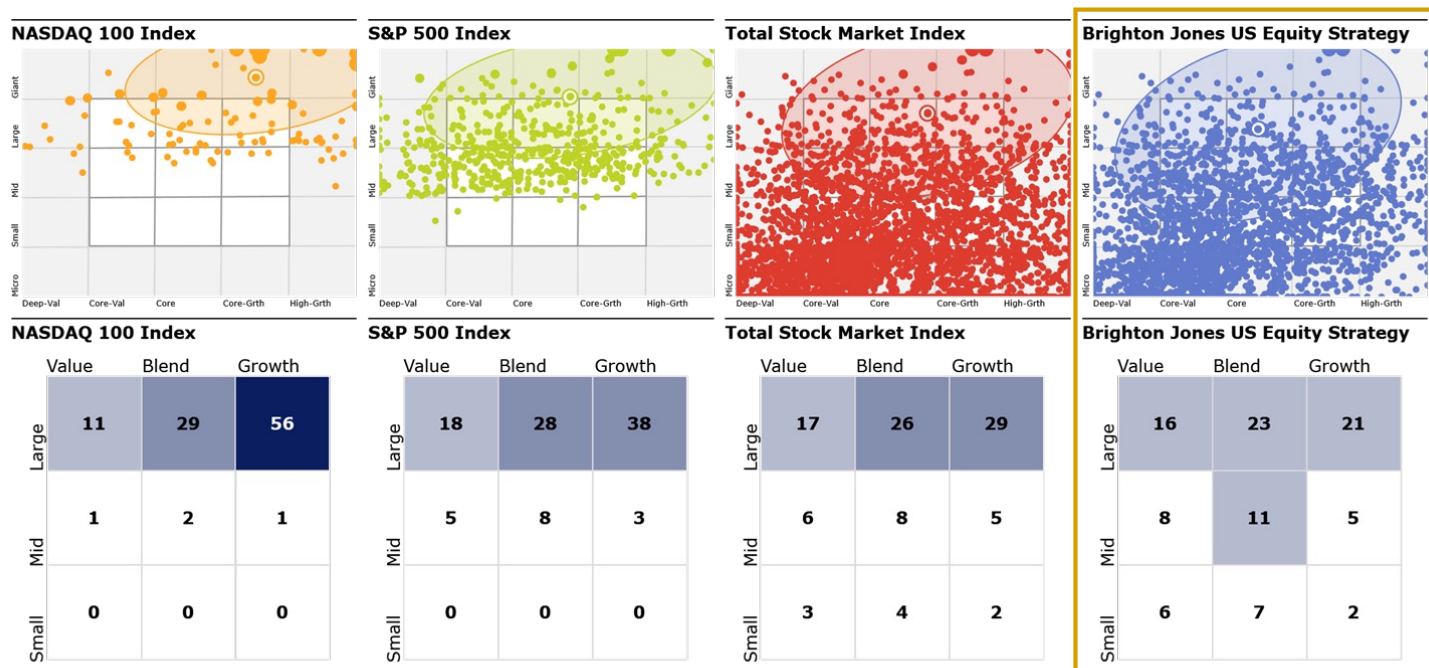 NASDAQ 100 Index
Giant
Large
Mid
Small
Micro
Deep-Val Core-Val Core Core-Grth High-Grth
S&P 500 Index
Giant
Large
Mid
Small
Micro
Deep-Val Core-Val Core Core-Grth High-Grth
Total Stock Market Index
Giant
Large
Mid
Small
Micro
Deep-Val Core-Val Core Core-Grth High-Grth
Brighton Jones US Equity Strategy
Giant
Large
Mid
Small
Micro
Deep-Val Core-Val Core Core-Grth High-Grth
NASDAQ 100 Index
Value Blend Growth
Large 11 29 56
Mid 1 2 1
Small 0 0 0
S&P 500 Index
Value Blend Growth
Large 18 28 38
Mid 5 8 3
Small 0 0 0
Total Stock Market Index
Value Blend Growth
Large 17 26 29
Mid 6 8 5
Small 3 4 2
Brighton Jones US Equity Strategy
Value Blend Growth
Large 16 23 21
Mid 8 11 5
Small 6 7 2